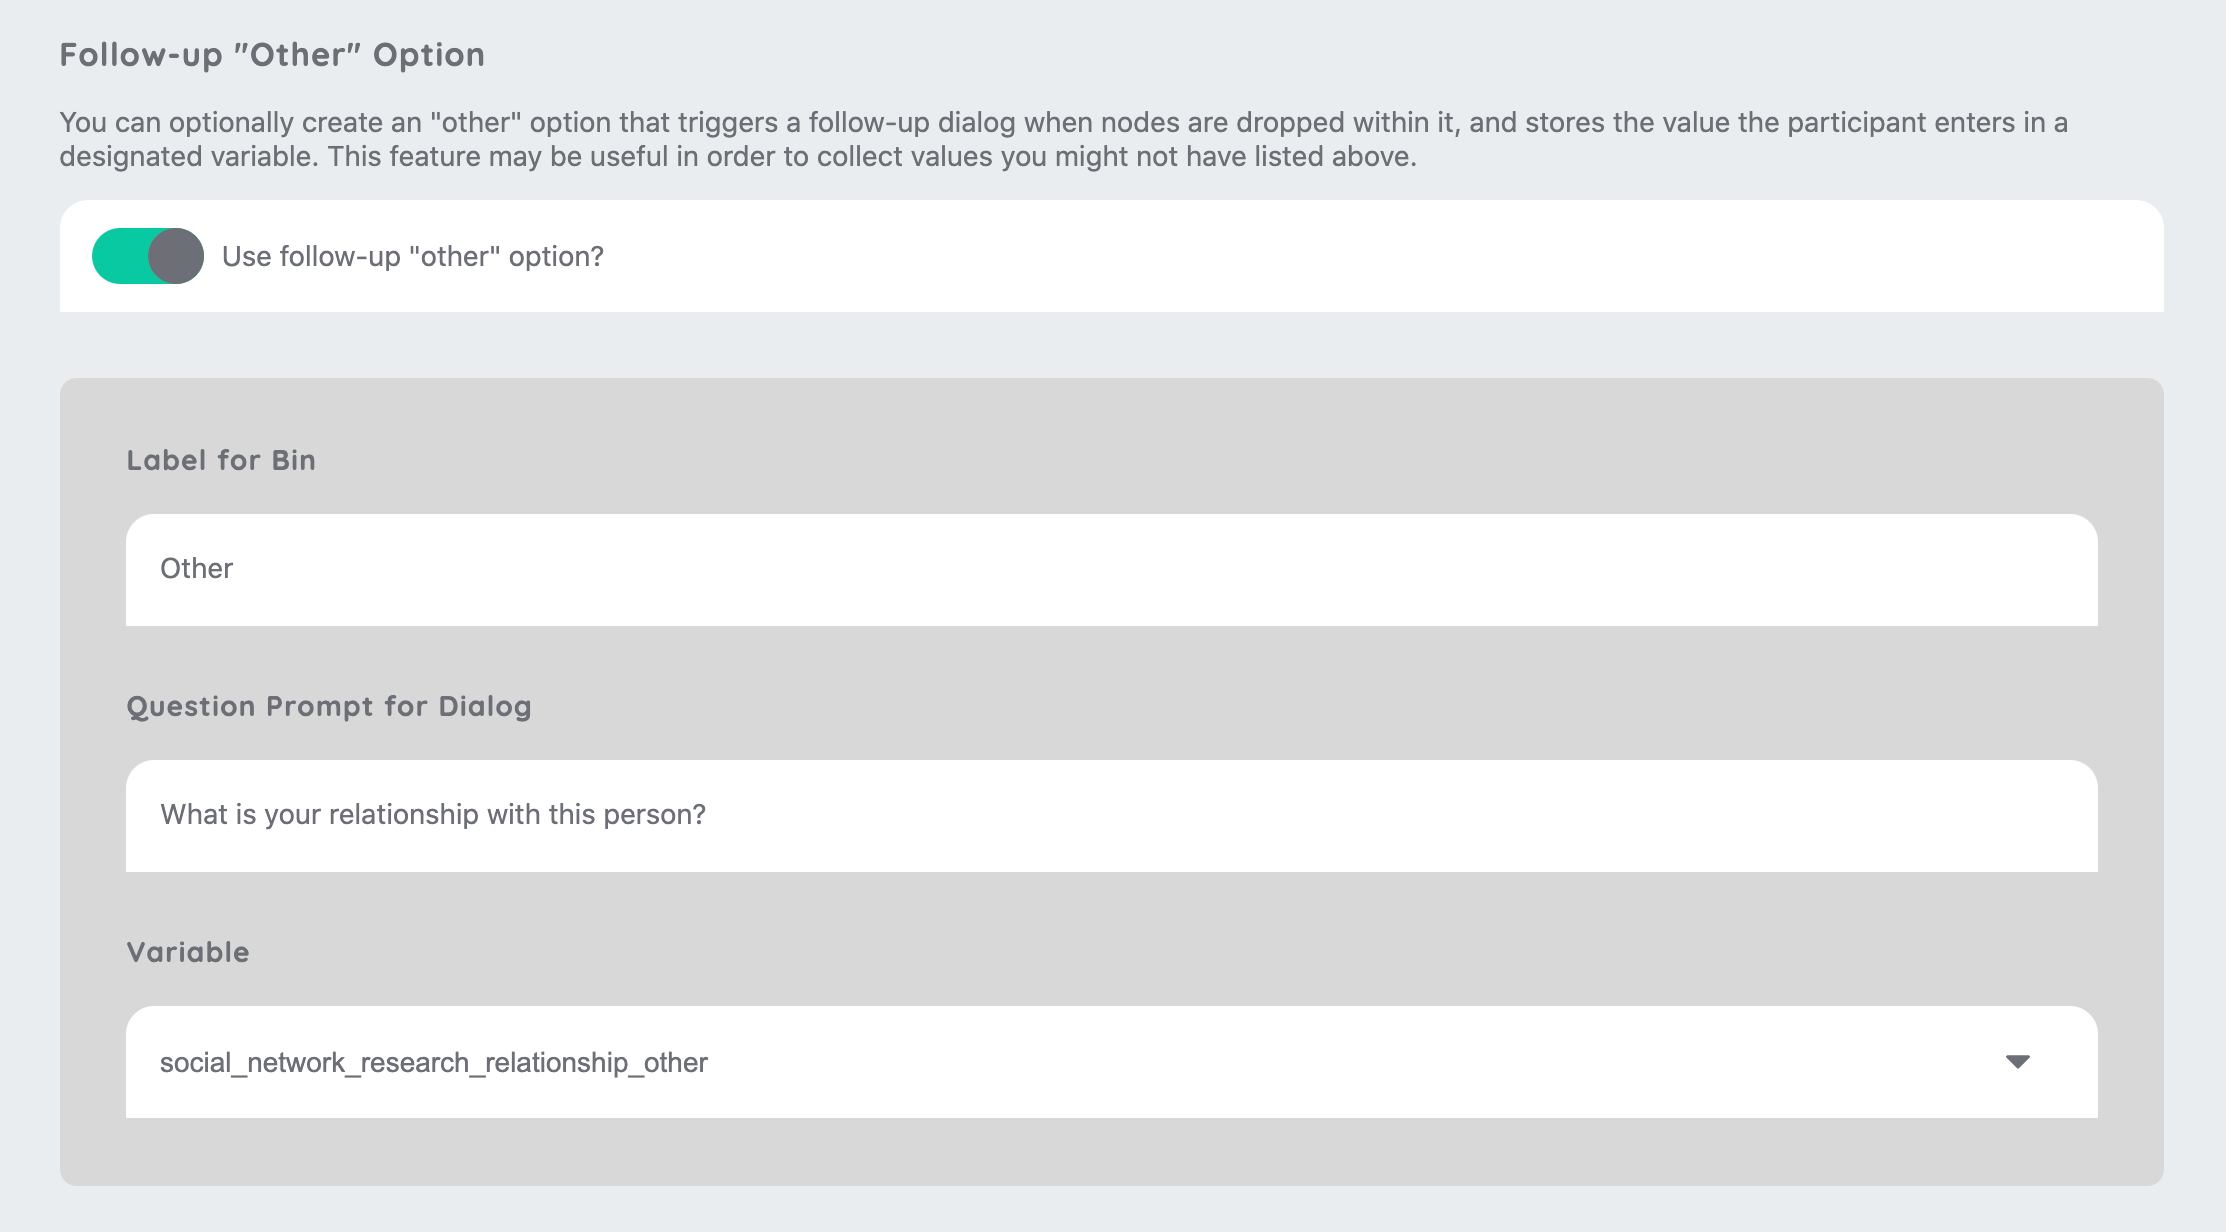 Follow-up "Other" Option
You can optionally create an "other" option that triggers a follow-up dialog when nodes are dropped within it, and stores the value the participant enters in a
designated variable. This feature may be useful in order to collect values you might not have listed above.
Use follow-up "other" option?
Label for Bin
Other
Question Prompt for Dialog
What is your relationship with this person?
Variable
social_network_research_relationship_other